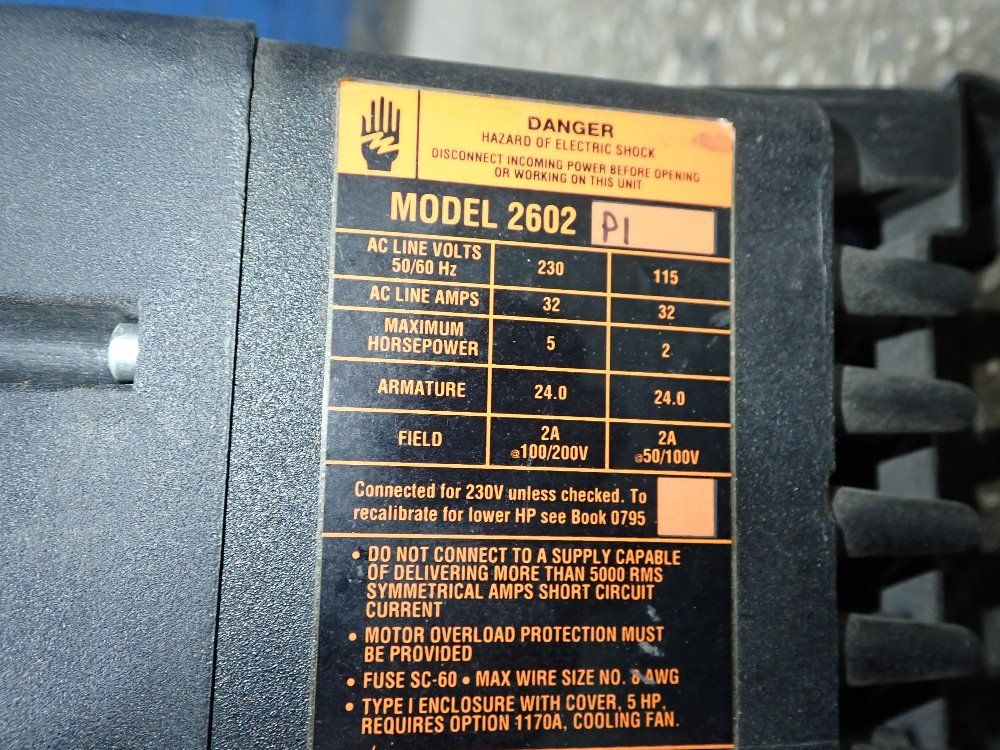 DANGER
HAZARD OF ELECTRIC SHOCK
DISCONNECT INCOMING POWER BEFORE OPENING
OR WORKING ON THIS UNIT
MODEL 2602 P1
AC LINE VOLTS
50/60 Hz
230
115
AC LINE AMPS
32
32
MAXIMUM
HORSEPOWER
5
2
ARMATURE
24.0
24.0
FIELD
2A
@100/200V
2A
@50/100V
Connected for 230V unless checked. To
recalibrate for lower HP see Book 0795
• DO NOT CONNECT TO A SUPPLY CAPABLE
OF DELIVERING MORE THAN 5000 RMS
SYMMETRICAL AMPS SHORT CIRCUIT
CURRENT
• MOTOR OVERLOAD PROTECTION MUST
BE PROVIDED
• FUSE SC-60 • MAX WIRE SIZE NO. 8 AWG
• TYPE I ENCLOSURE WITH COVER, 5 HP,
REQUIRES OPTION 1170A, COOLING FAN.